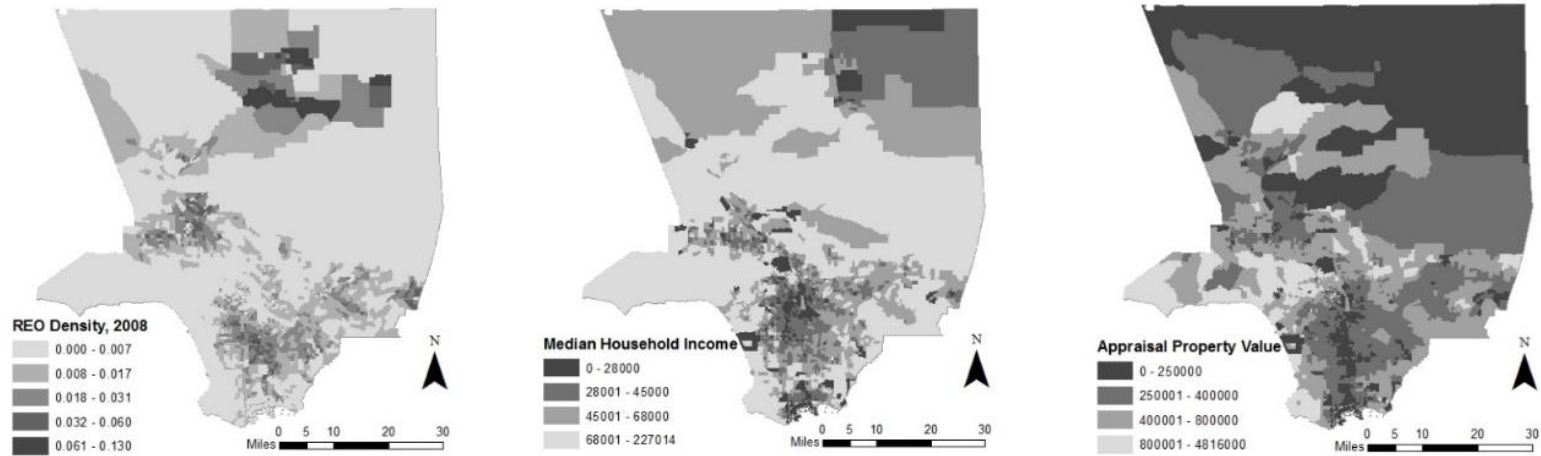 REO Density, 2008
0.000 - 0.007
0.008 - 0.017
0.018 - 0.031
0.032 - 0.060
0.061 - 0.130
N
Miles 0 5 10 20 30
Median Household Income
0 - 28000
28001 - 45000
45001 - 68000
68001 - 227014
N
Miles 0 5 10 20 30
Appraisal Property Value
0 - 250000
250001 - 400000
400001 - 800000
800001 - 4816000
N
Miles 0 5 10 20 30